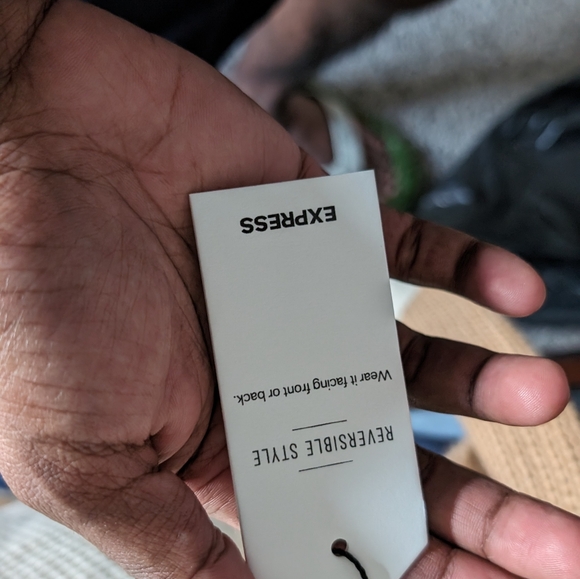 REVERSIBLE STYLE
Wear it facing front or back.
EXPRESS